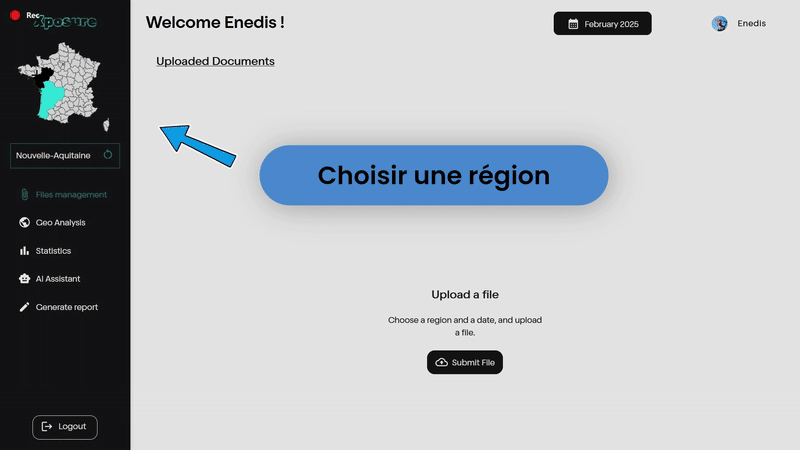 Rec
Xposure
Welcome Enedis !
February 2025
Enedis
Uploaded Documents
Choisir une région
Nouvelle-Aquitaine
Files management
Geo Analysis
Statistics
AI Assistant
Generate report
Upload a file
Choose a region and a date, and upload
a file.
Submit File
Logout